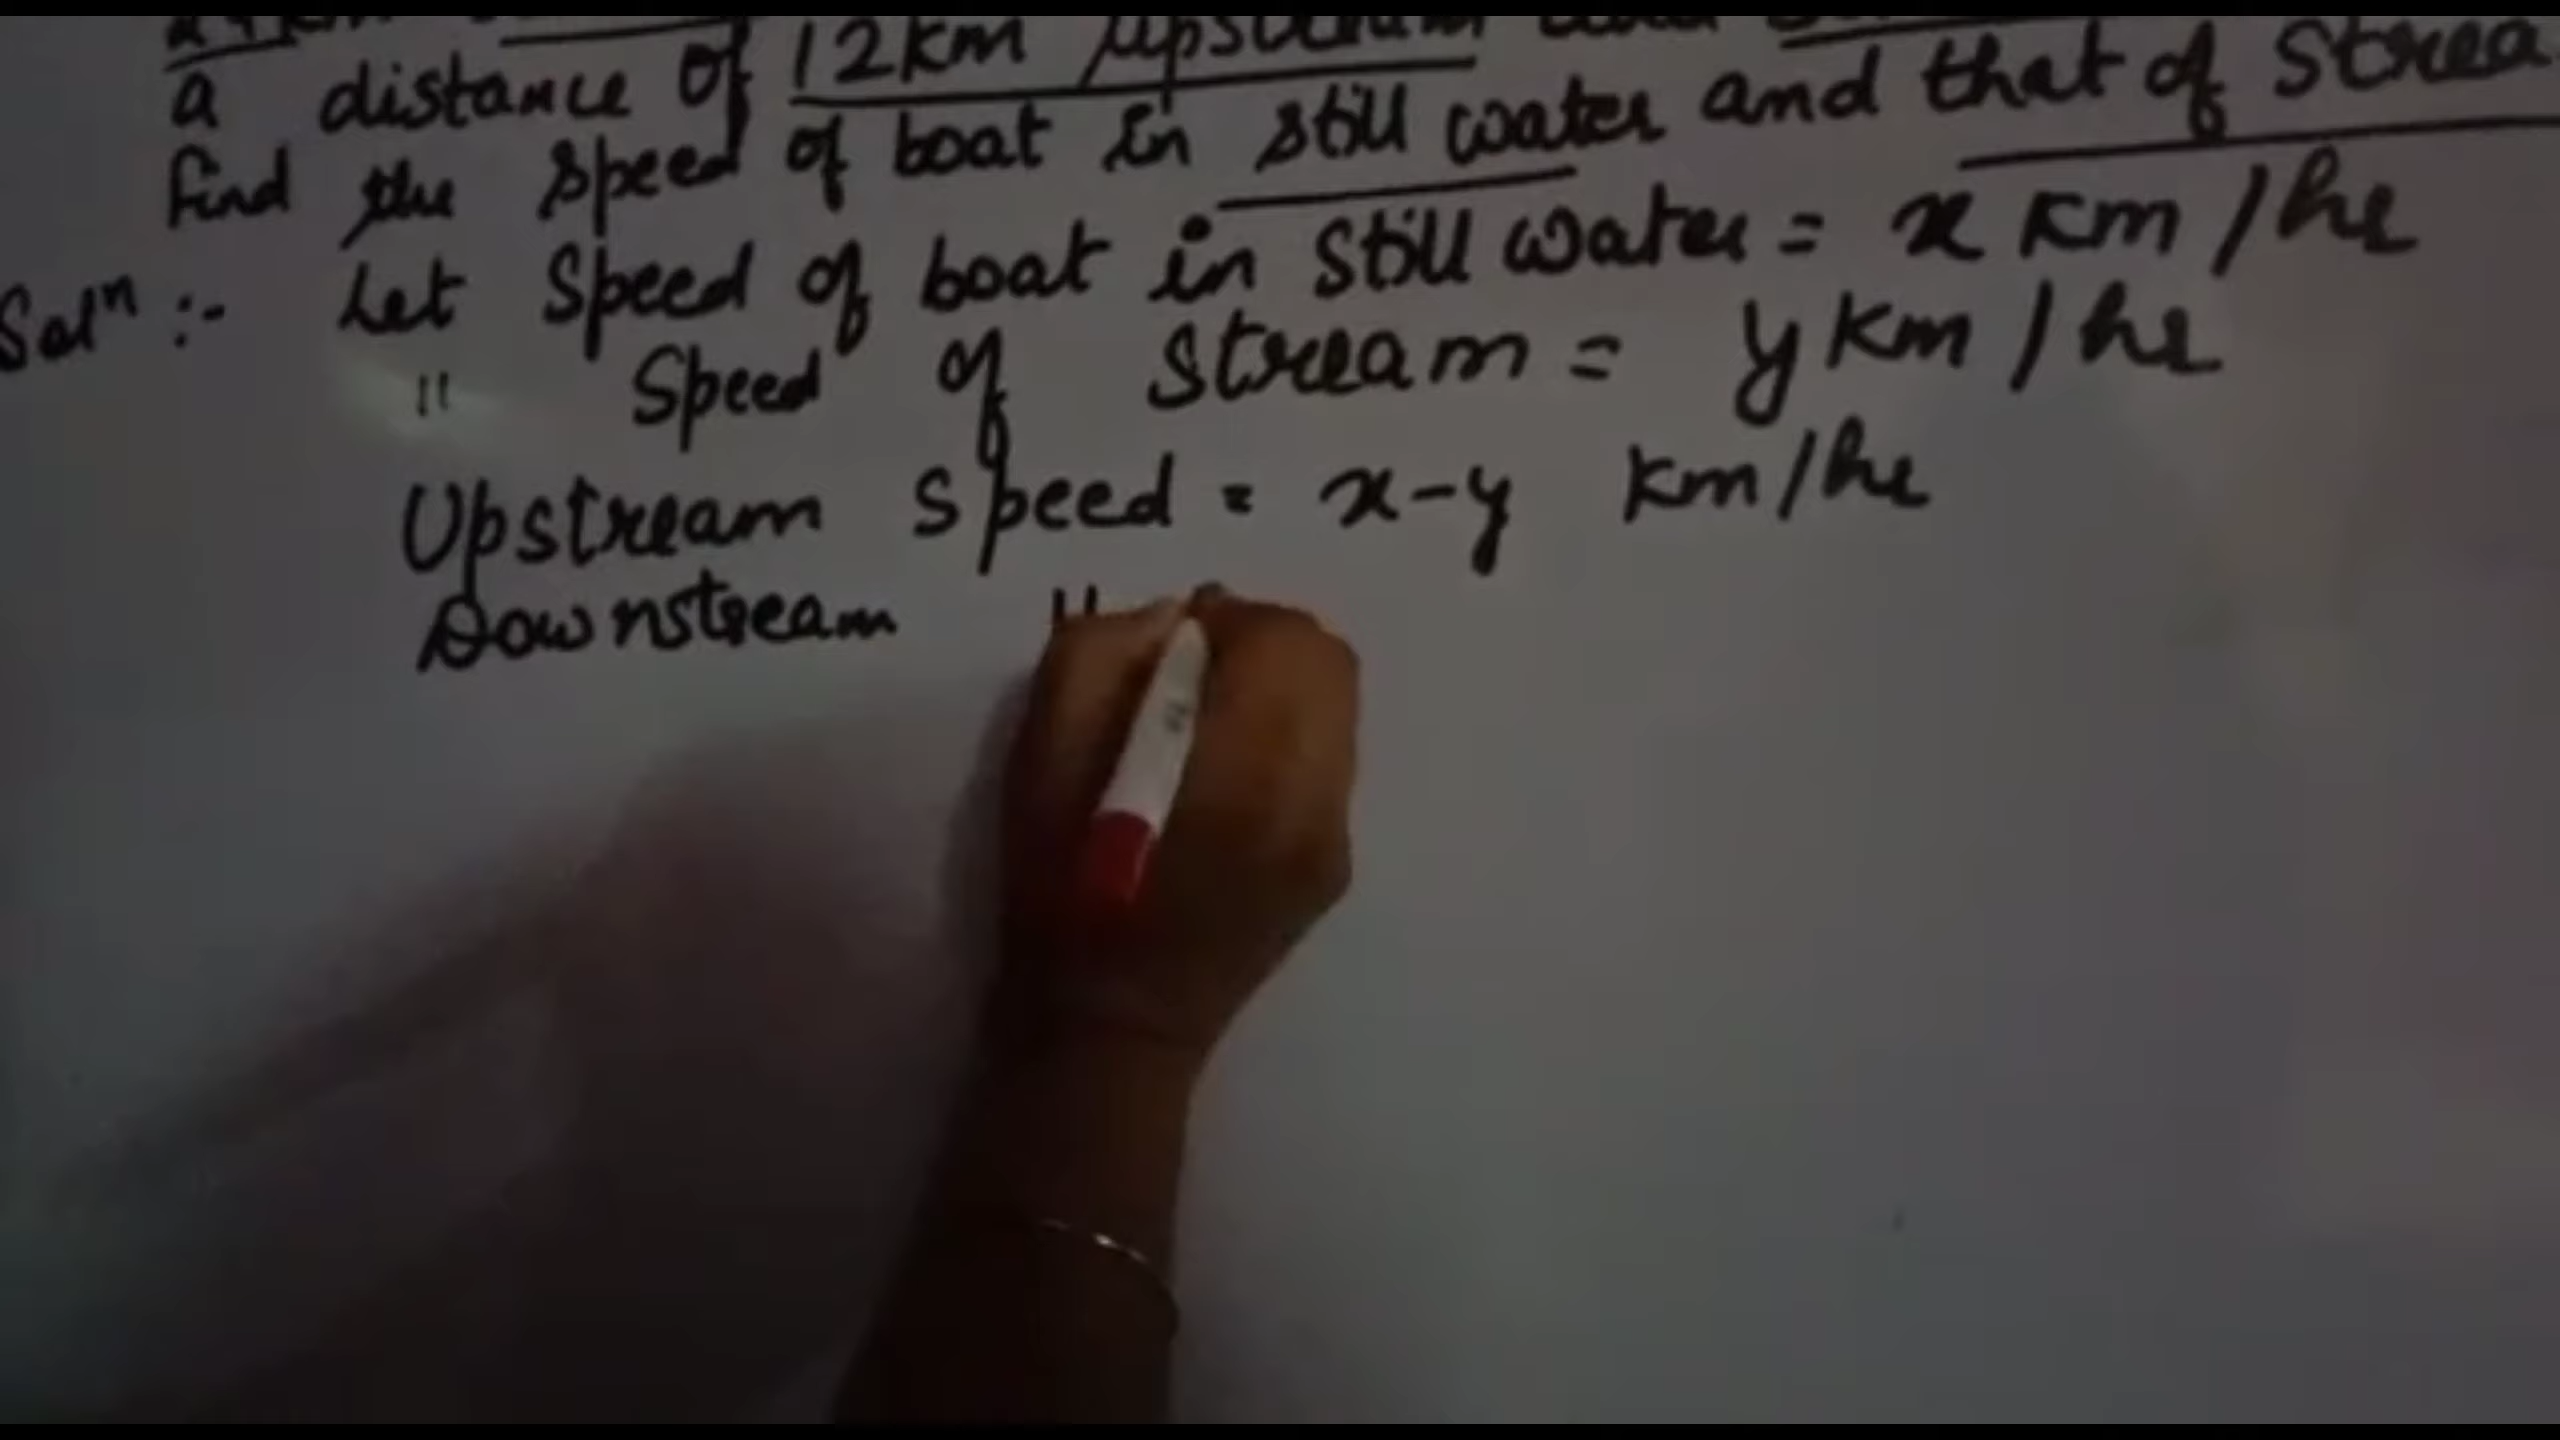 a distance of 12km upstream
find the speed of boat in still water and that of
Solⁿ :- Let Speed of boat in Still water = x Km/hr
" Speed of Stream = y Km/hr
Upstream Speed = x-y Km/hr
Downstream "